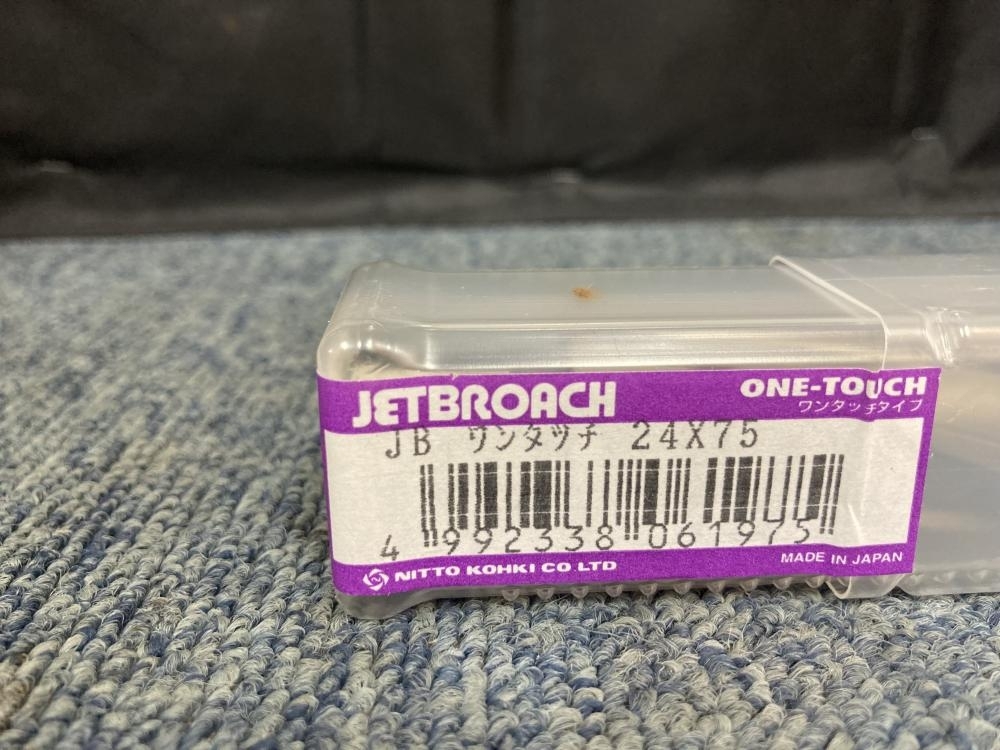 JETBROACH
ONE-TOUCH
ワンタッチタイプ
JB ワンタッチ 24X75
4 992338 061975
NITTO KOHKI CO LTD
MADE IN JAPAN